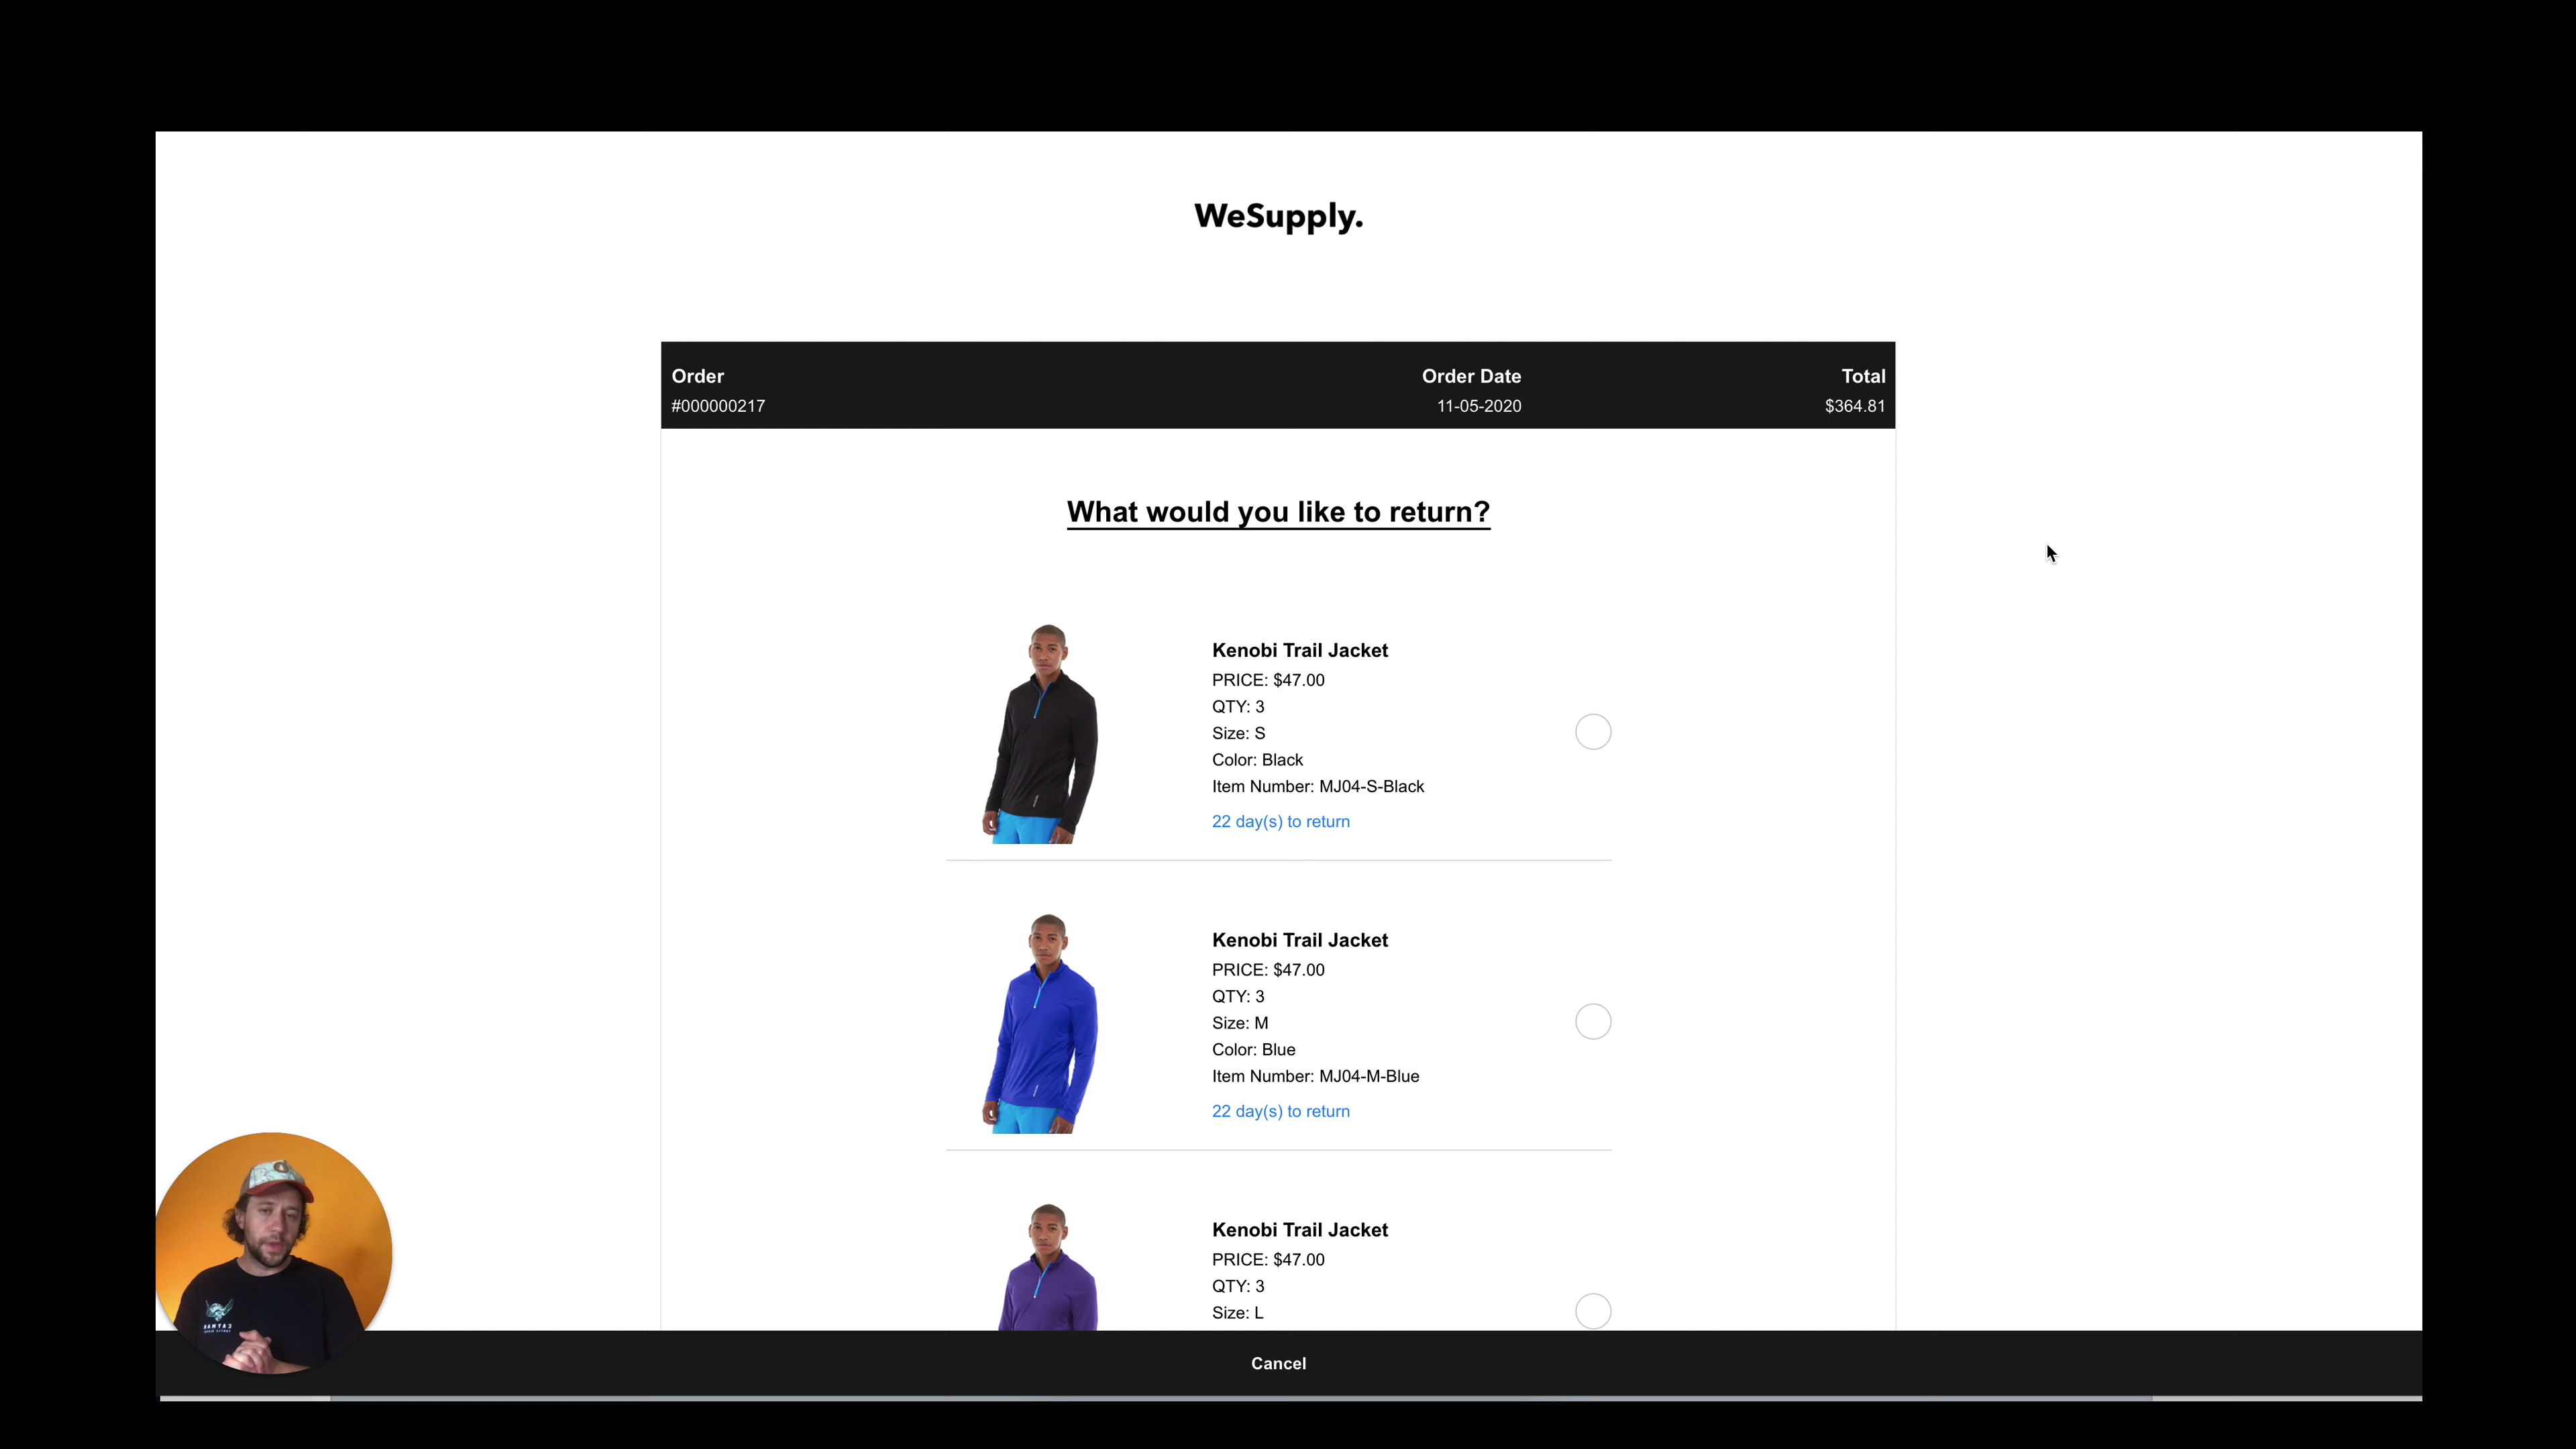 WeSupply.
Order
Order Date
Total
#000000217
11-05-2020
$364.81
What would you like to return?
Kenobi Trail Jacket
PRICE: $47.00
QTY: 3
Size: S
Color: Black
Item Number: MJ04-S-Black
22 day(s) to return
Kenobi Trail Jacket
PRICE: $47.00
QTY: 3
Size: M
Color: Blue
Item Number: MJ04-M-Blue
22 day(s) to return
Kenobi Trail Jacket
PRICE: $47.00
QTY: 3
Size: L
Cancel